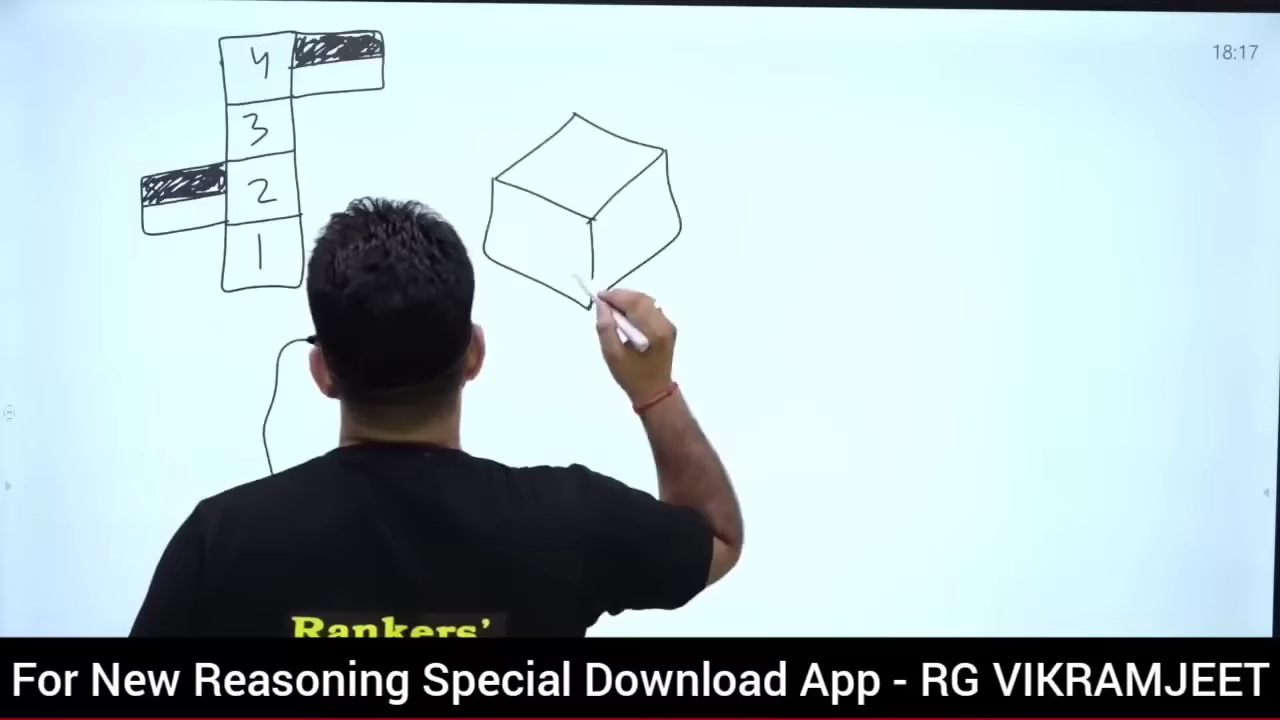 18:17
4
3
2
1
Rankers'
For New Reasoning Special Download App - RG VIKRAMJEET